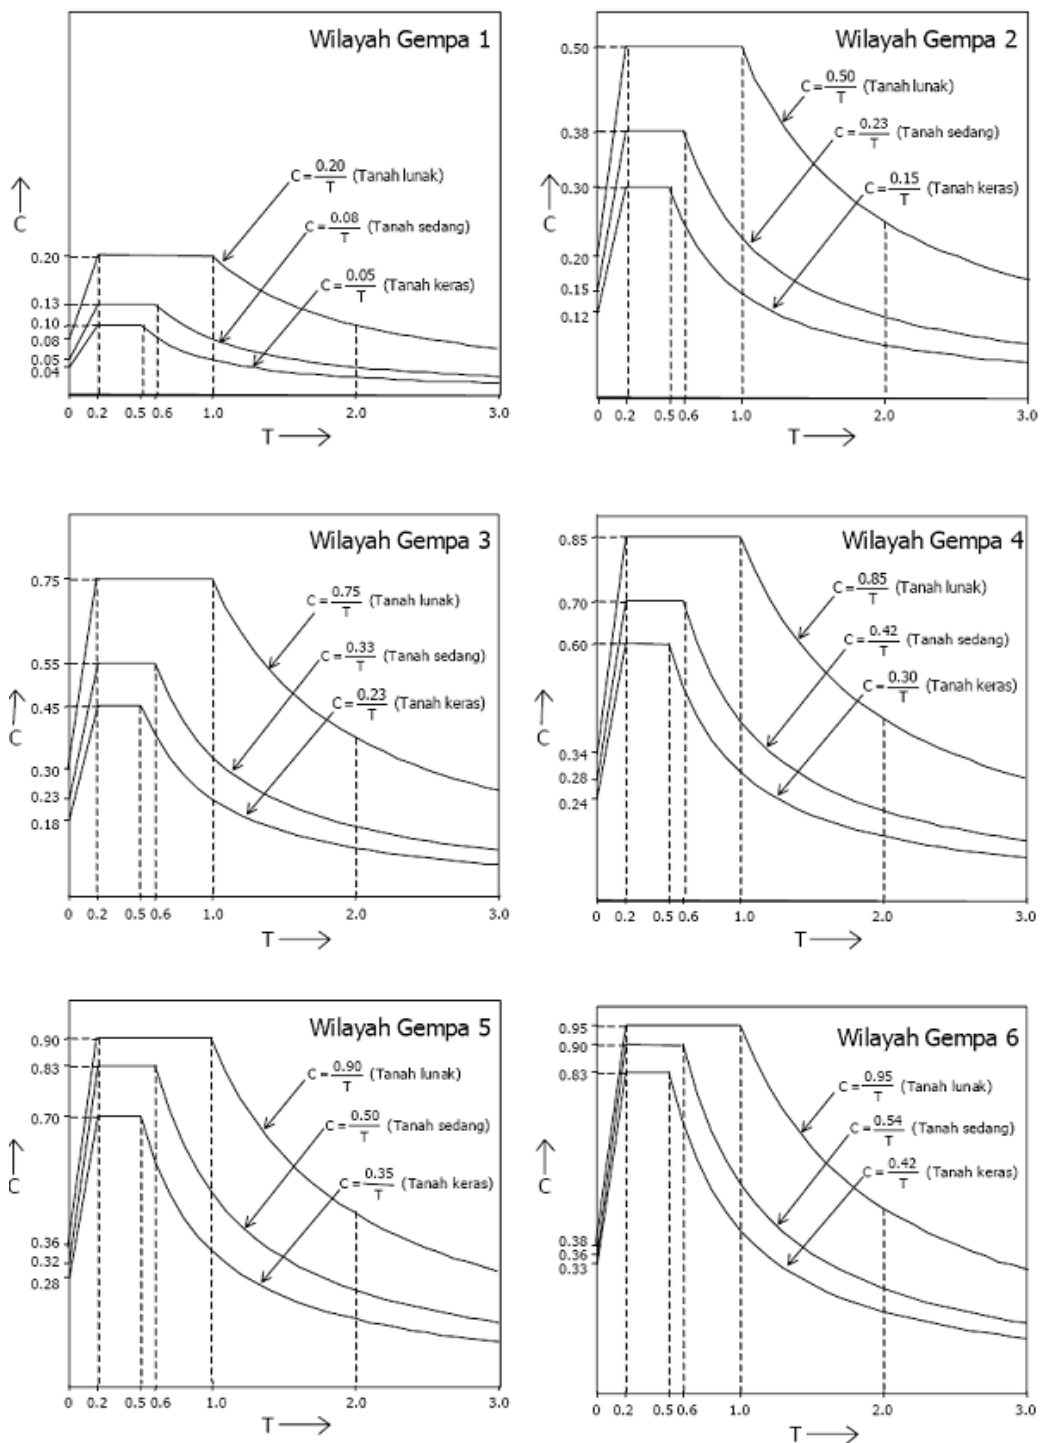 Wilayah Gempa 1
C = 0.20/T (Tanah lunak)
C = 0.08/T (Tanah sedang)
C = 0.05/T (Tanah keras)
C
0.20
0.13
0.10
0.08
0.05
0.04
0 0.2 0.5 0.6 1.0 2.0 3.0
T
Wilayah Gempa 2
C = 0.50/T (Tanah lunak)
C = 0.23/T (Tanah sedang)
C = 0.15/T (Tanah keras)
C
0.50
0.38
0.30
0.20
0.15
0.12
0 0.2 0.5 0.6 1.0 2.0 3.0
T
Wilayah Gempa 3
C = 0.75/T (Tanah lunak)
C = 0.33/T (Tanah sedang)
C = 0.23/T (Tanah keras)
C
0.75
0.55
0.45
0.30
0.23
0.18
0 0.2 0.5 0.6 1.0 2.0 3.0
T
Wilayah Gempa 4
C = 0.85/T (Tanah lunak)
C = 0.42/T (Tanah sedang)
C = 0.30/T (Tanah keras)
C
0.85
0.70
0.60
0.34
0.28
0.24
0 0.2 0.5 0.6 1.0 2.0 3.0
T
Wilayah Gempa 5
C = 0.90/T (Tanah lunak)
C = 0.50/T (Tanah sedang)
C = 0.35/T (Tanah keras)
C
0.90
0.83
0.70
0.36
0.32
0.28
0 0.2 0.5 0.6 1.0 2.0 3.0
T
Wilayah Gempa 6
C = 0.95/T (Tanah lunak)
C = 0.54/T (Tanah sedang)
C = 0.42/T (Tanah keras)
C
0.95
0.90
0.83
0.38
0.36
0.33
0 0.2 0.5 0.6 1.0 2.0 3.0
T